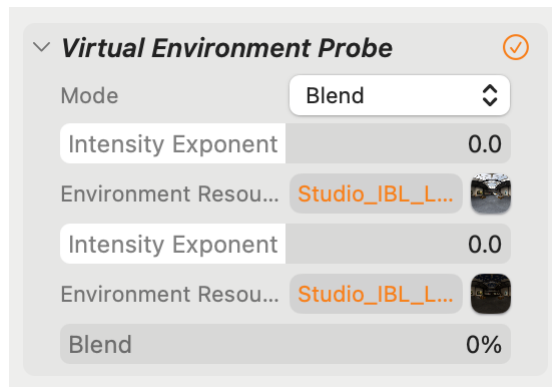 Virtual Environment Probe
Mode Blend
Intensity Exponent 0.0
Environment Resou... Studio_IBL_L...
Intensity Exponent 0.0
Environment Resou... Studio_IBL_L...
Blend 0%